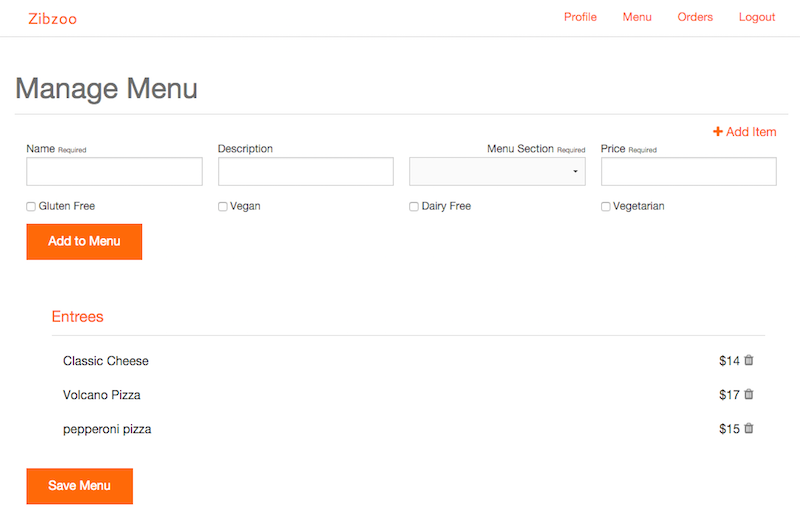 Zibzoo Profile Menu Orders Logout
Manage Menu
+ Add Item
Name Required Description Menu Section Required Price Required
Gluten Free Vegan Dairy Free Vegetarian
Add to Menu
Entrees
Classic Cheese $14
Volcano Pizza $17
pepperoni pizza $15
Save Menu